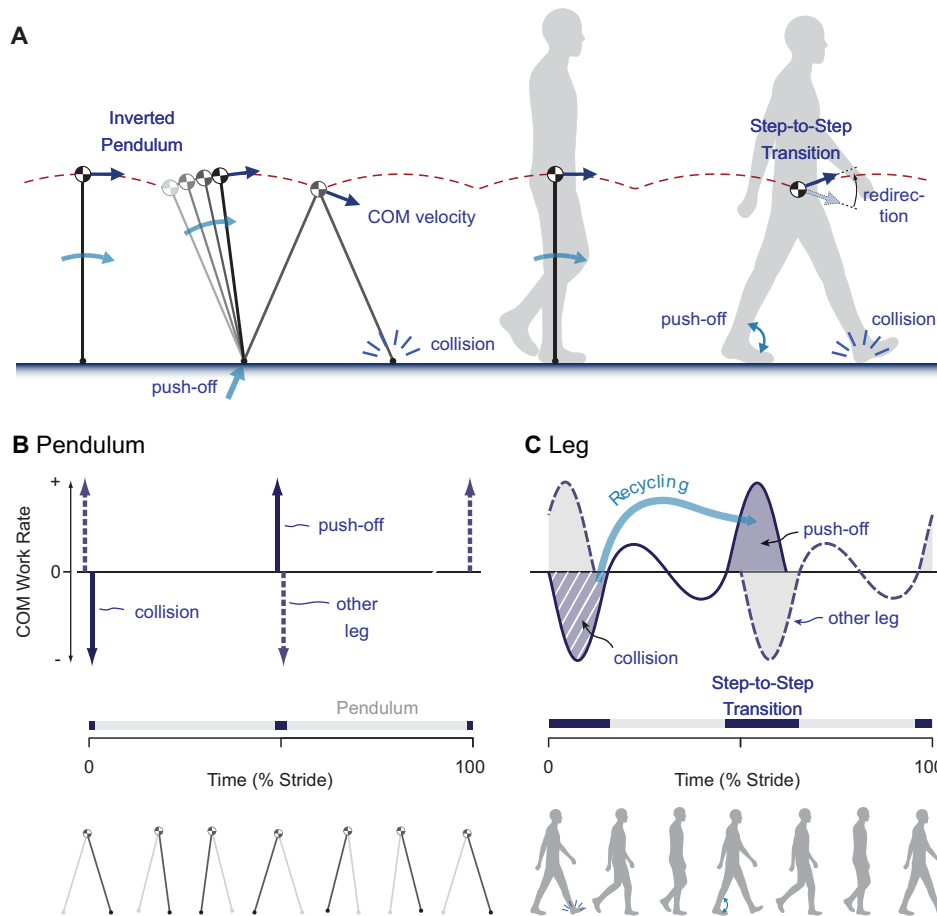 A
Inverted
Pendulum
COM velocity
collision
push-off
Step-to-Step
Transition
redirec-
tion
push-off
collision
B Pendulum
+
0
-
COM Work Rate
push-off
collision
other
leg
Pendulum
0
100
Time (% Stride)
C Leg
Recycling
push-off
other leg
collision
Step-to-Step
Transition
0
100
Time (% Stride)